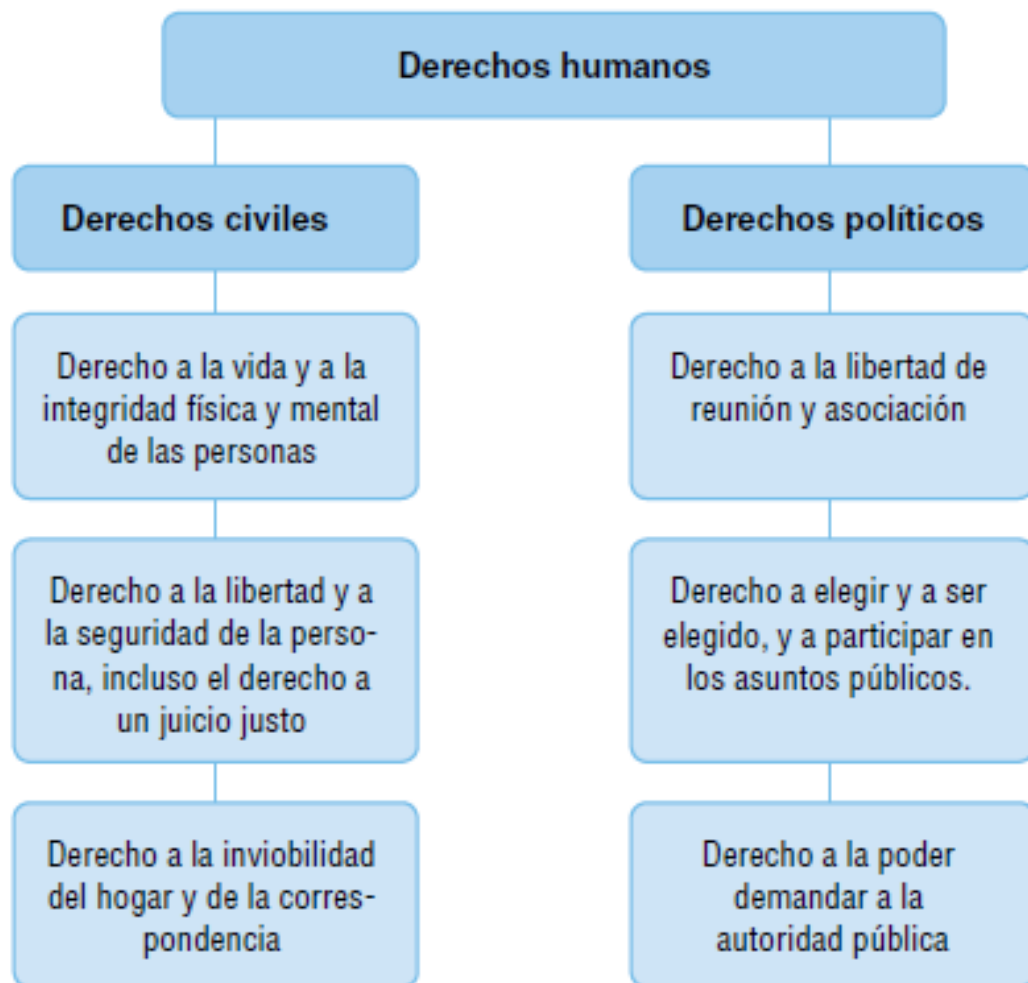 Derechos humanos
Derechos civiles
Derecho a la vida y a la
integridad física y mental
de las personas
Derecho a la libertad y a
la seguridad de la perso-
na, incluso el derecho a
un juicio justo
Derecho a la inviobilidad
del hogar y de la corres-
pondencia
Derechos políticos
Derecho a la libertad de
reunión y asociación
Derecho a elegir y a ser
elegido, y a participar en
los asuntos públicos.
Derecho a la poder
demandar a la
autoridad pública